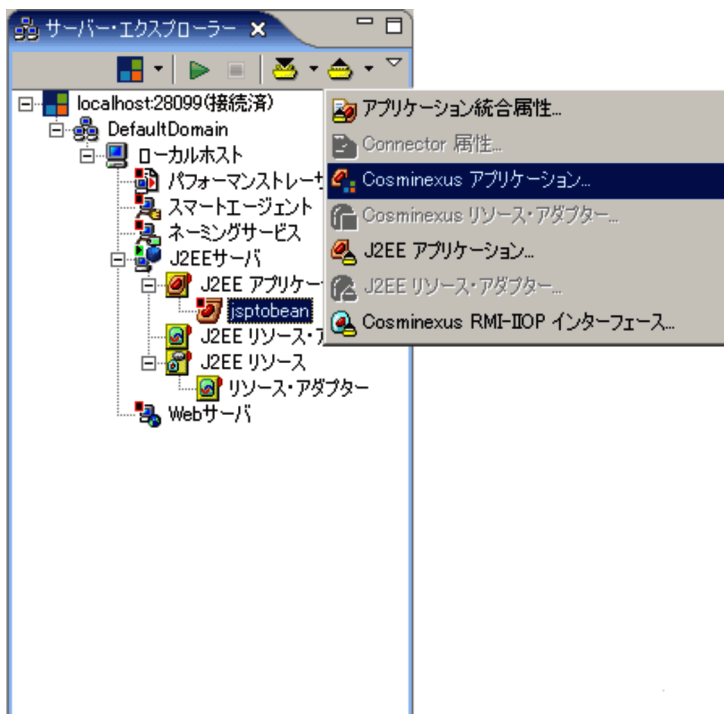 サーバー・エクスプローラー
localhost:28099(接続済)
DefaultDomain
ローカルホスト
パフォーマンストレーサ
スマートエージェント
ネーミングサービス
J2EEサーバ
J2EE アプリケー
jsptobean
J2EE リソース・ア
J2EE リソース
リソース・アダプター
Webサーバ
アプリケーション統合属性...
Connector 属性...
Cosminexus アプリケーション...
Cosminexus リソース・アダプター...
J2EE アプリケーション...
J2EE リソース・アダプター...
Cosminexus RMI-IIOP インターフェース...